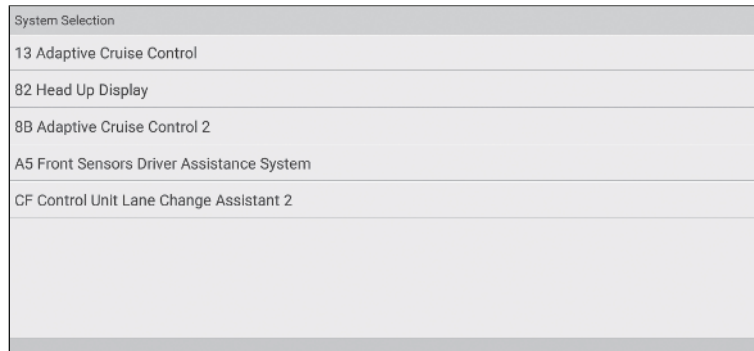 System Selection
13 Adaptive Cruise Control
82 Head Up Display
8B Adaptive Cruise Control 2
A5 Front Sensors Driver Assistance System
CF Control Unit Lane Change Assistant 2